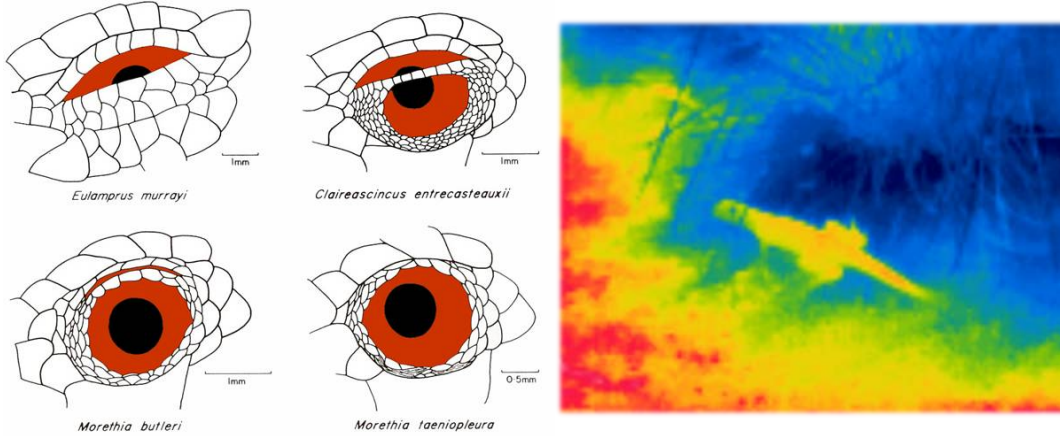 1mm
Eulamprus murrayi
1mm
Claireascincus entrecasteauxii
1mm
Morethia butleri
0·5mm
Morethia taeniopleura